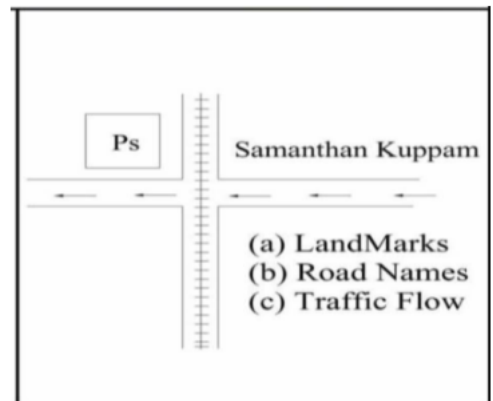 Ps
Samanthan Kuppam
(a) LandMarks
(b) Road Names
(c) Traffic Flow